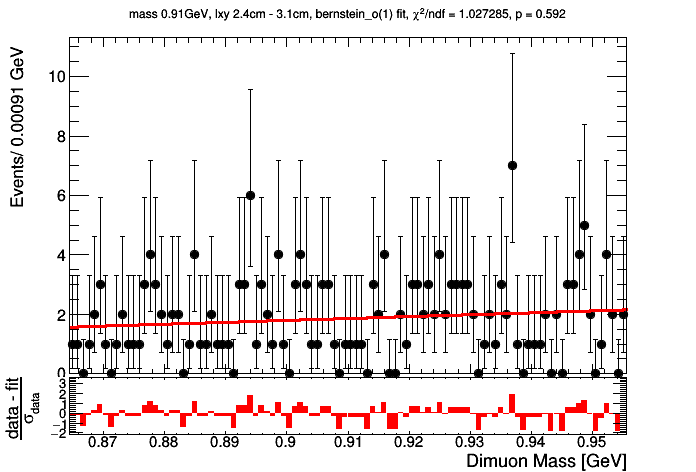 mass 0.91GeV, lxy 2.4cm - 3.1cm, bernstein_o(1) fit, χ²/ndf = 1.027285, p = 0.592
Events/ 0.00091 GeV
10
8
6
4
2
0
data - fit
σdata
3
2
1
0
−1
−2
0.87 0.88 0.89 0.9 0.91 0.92 0.93 0.94 0.95
Dimuon Mass [GeV]